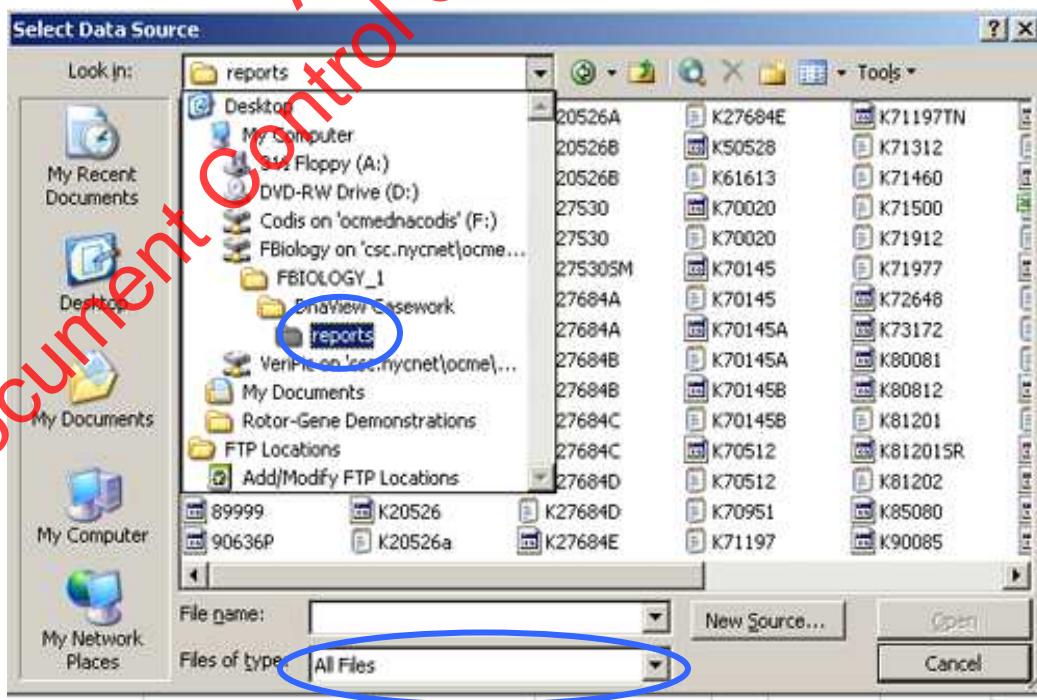 Select Data Source
Look in:
reports
Tools
My Recent
Documents
Desktop
My Documents
My Computer
My Network
Places
Desktop
My Computer
3½ Floppy (A:)
DVD-RW Drive (D:)
Codis on 'ocmednacodis' (F:)
FBiology on 'csc.nycnet\ocme...
FBIOLOGY_1
DnaView Casework
reports
VeriPic on 'csc.nycnet\ocme\...
My Documents
Rotor-Gene Demonstrations
FTP Locations
Add/Modify FTP Locations
89999
90636P
K20526
K20526a
20526A
20526B
20526B
27530
27530
27530SM
27684A
27684A
27684B
27684B
27684C
27684C
27684D
K27684D
K27684E
K27684E
K50528
K61613
K70020
K70020
K70145
K70145
K70145A
K70145A
K70145B
K70145B
K70512
K70512
K70951
K71197
K71197TN
K71312
K71460
K71500
K71912
K71977
K72648
K73172
K80081
K80812
K81201
K81201SR
K81202
K85080
K90085
File name:
New Source...
Open
Files of type:
All Files
Cancel
Document Control